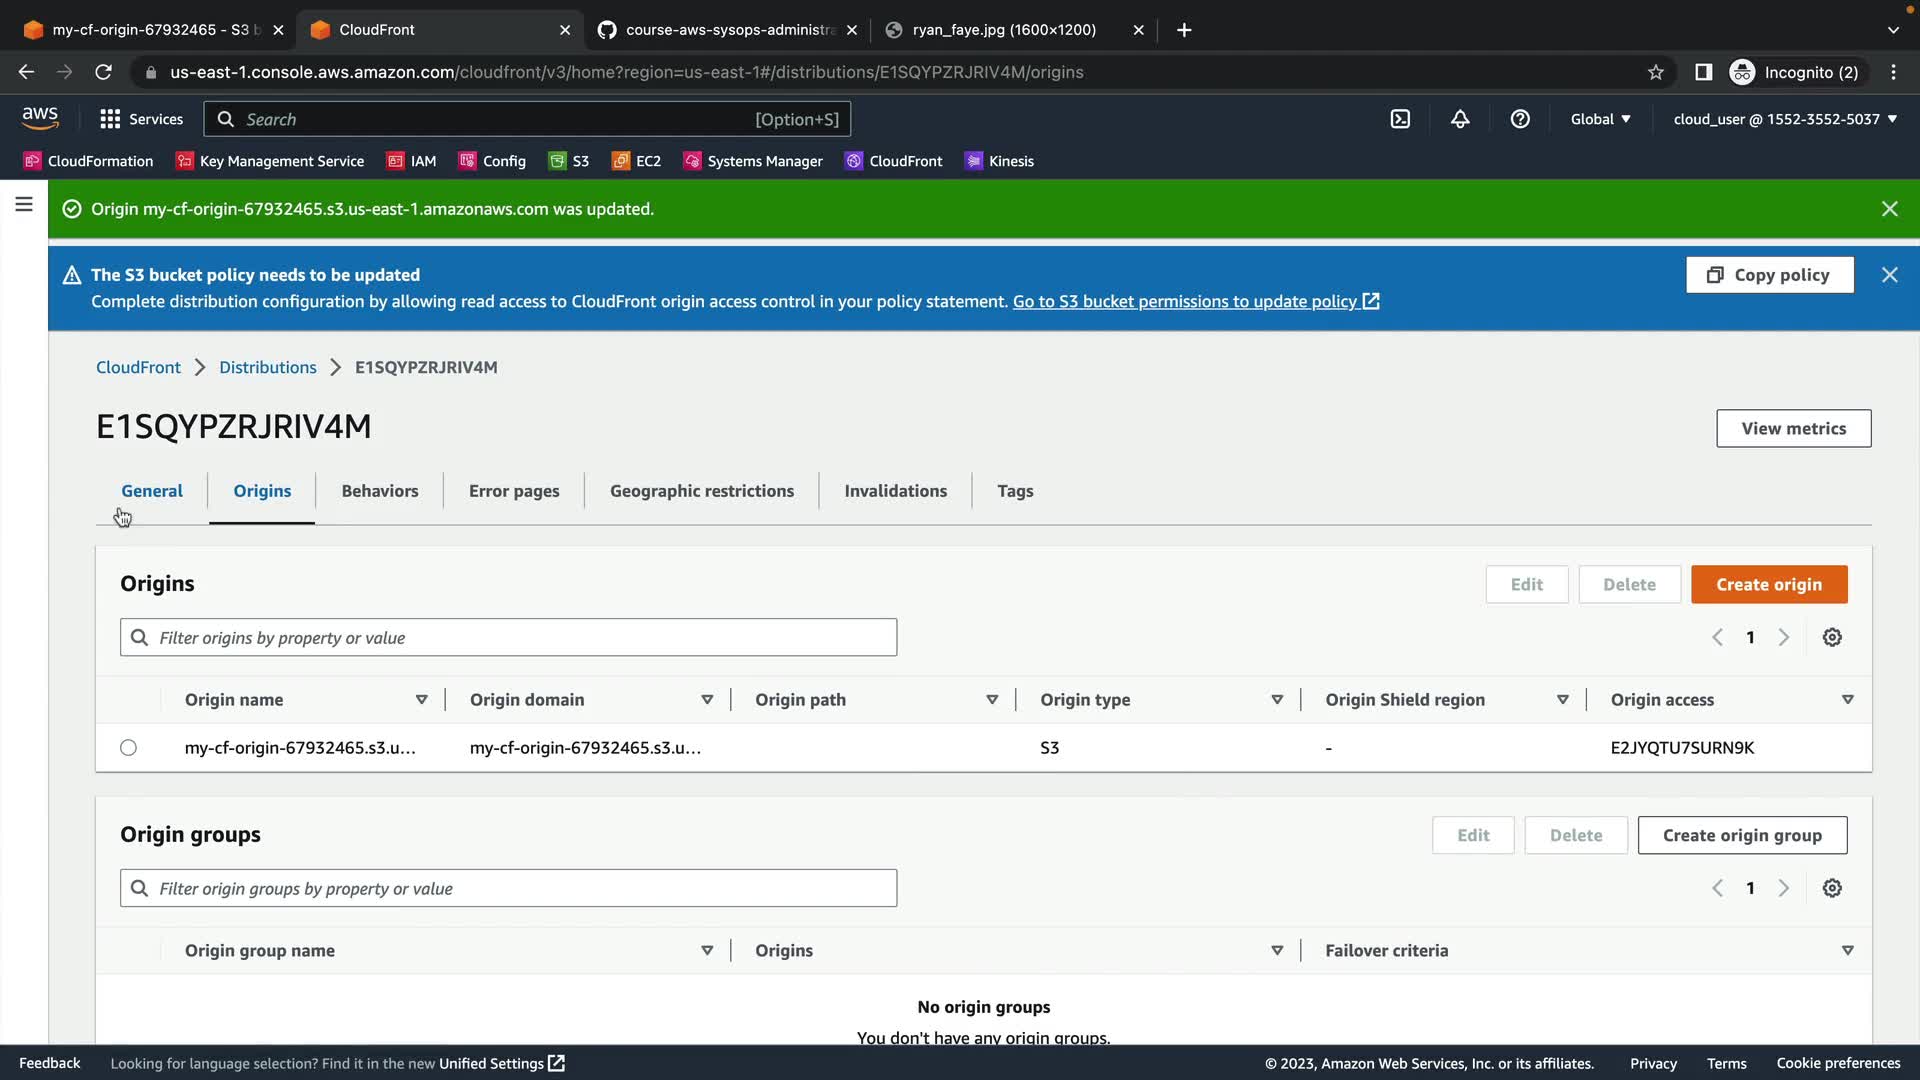 my-cf-origin-67932465 - S3 b
CloudFront
course-aws-sysops-administra
ryan_faye.jpg (1600×1200)
us-east-1.console.aws.amazon.com/cloudfront/v3/home?region=us-east-1#/distributions/E1SQYPZRJRIV4M/origins
Incognito (2)
aws
Services
Search
[Option+S]
Global
cloud_user @ 1552-3552-5037
CloudFormation
Key Management Service
IAM
Config
S3
EC2
Systems Manager
CloudFront
Kinesis
Origin my-cf-origin-67932465.s3.us-east-1.amazonaws.com was updated.
The S3 bucket policy needs to be updated
Complete distribution configuration by allowing read access to CloudFront origin access control in your policy statement. Go to S3 bucket permissions to update policy
Copy policy
CloudFront
Distributions
E1SQYPZRJRIV4M
E1SQYPZRJRIV4M
View metrics
General
Origins
Behaviors
Error pages
Geographic restrictions
Invalidations
Tags
Origins
Edit
Delete
Create origin
Filter origins by property or value
1
Origin name
Origin domain
Origin path
Origin type
Origin Shield region
Origin access
my-cf-origin-67932465.s3.u...
my-cf-origin-67932465.s3.u...
S3
-
E2JYQTU7SURN9K
Origin groups
Edit
Delete
Create origin group
Filter origin groups by property or value
1
Origin group name
Origins
Failover criteria
No origin groups
You don't have any origin groups.
Feedback
Looking for language selection? Find it in the new Unified Settings
© 2023, Amazon Web Services, Inc. or its affiliates.
Privacy
Terms
Cookie preferences